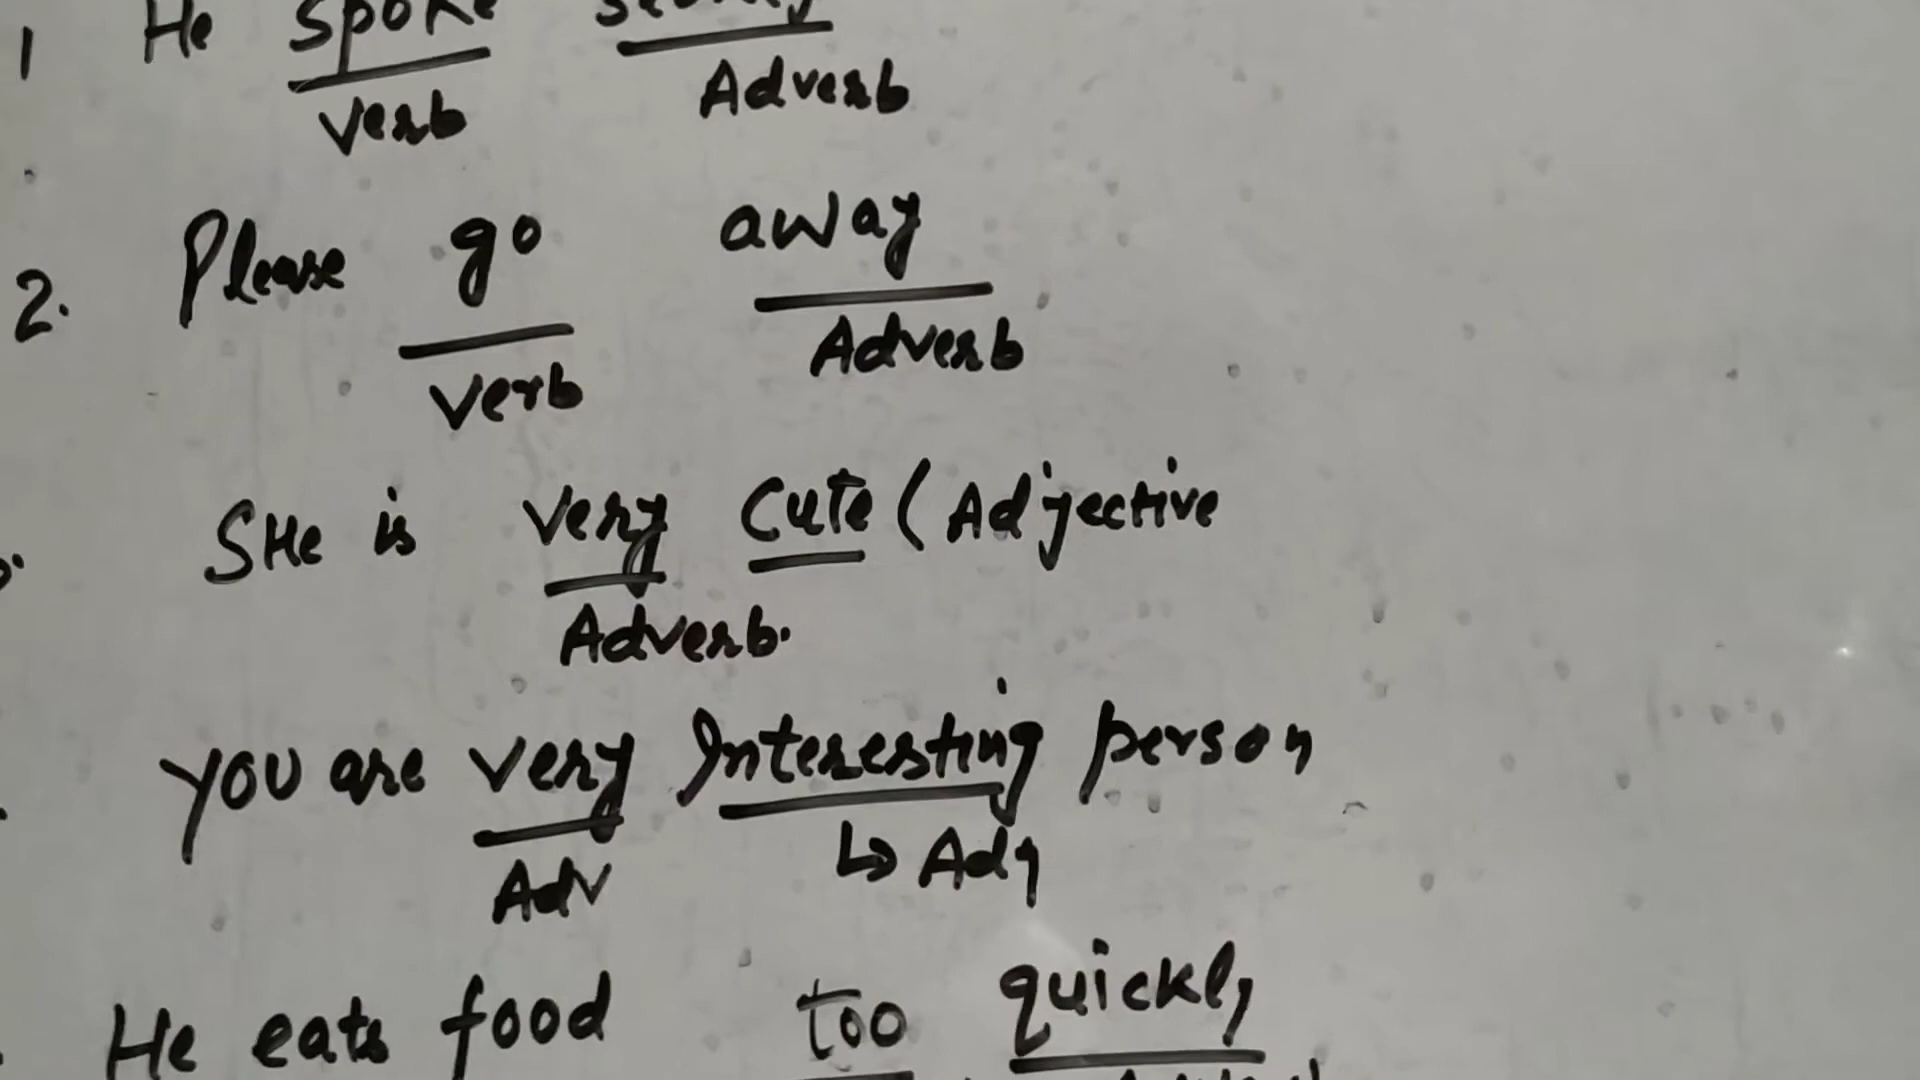 1 He spoke
verb Adverb
2. Please go away
verb Adverb
SHe is very Cute (Adjective
Adverb.
you are very Interesting person
Adv ↳ Adj
He eats food too quickly